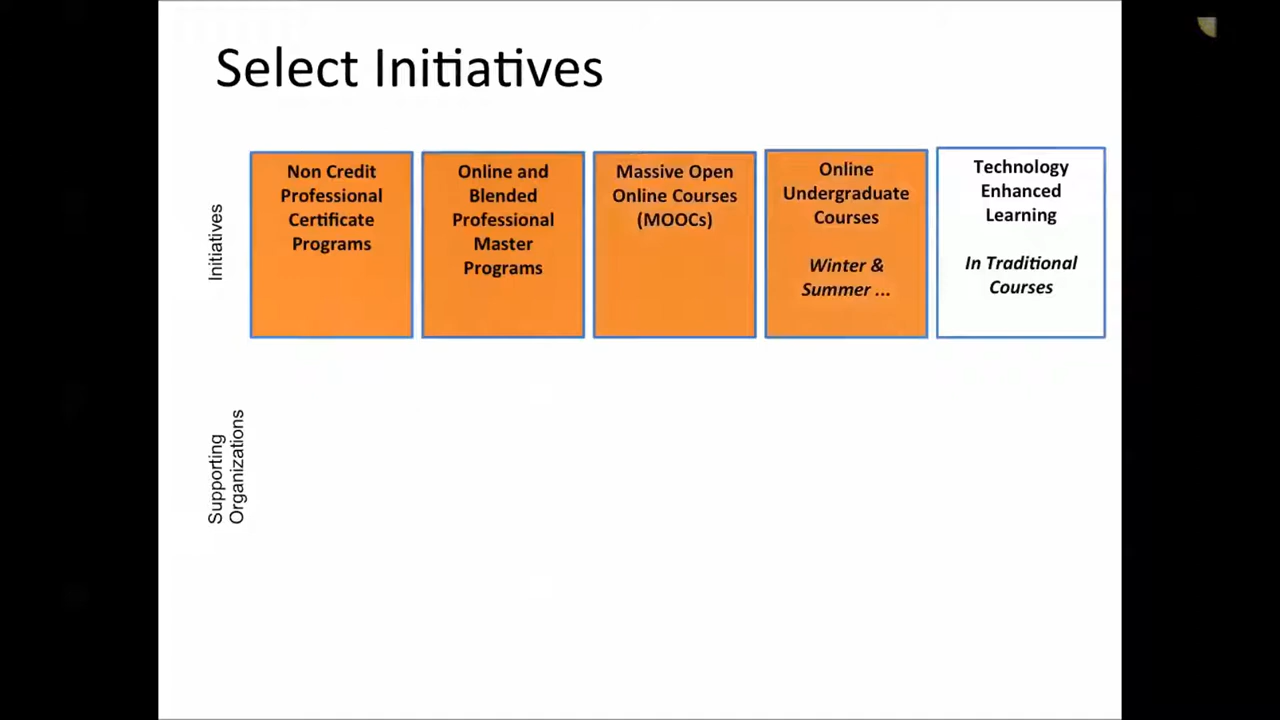 Select Initiatives
Initiatives
Non Credit
Professional
Certificate
Programs
Online and
Blended
Professional
Master
Programs
Massive Open
Online Courses
(MOOCs)
Online
Undergraduate
Courses
Winter &
Summer ...
Technology
Enhanced
Learning
In Traditional
Courses
Supporting
Organizations